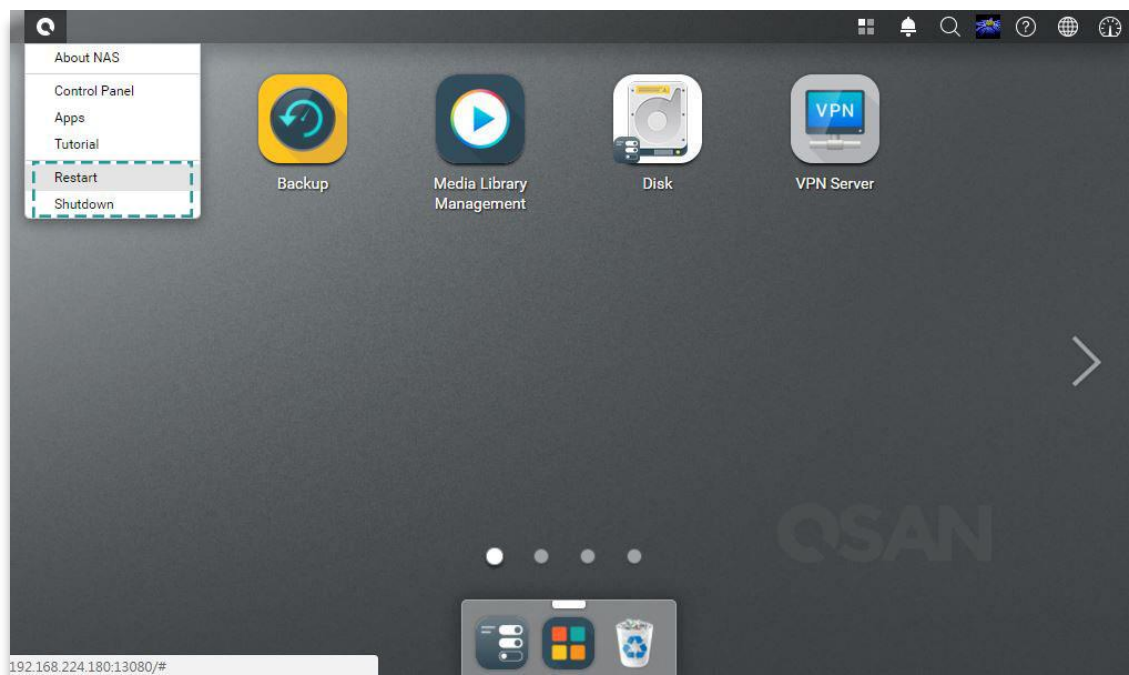 About NAS
Control Panel
Apps
Tutorial
Restart
Shutdown
Backup
Media Library
Management
Disk
VPN
VPN Server
QSAN
192.168.224.180:13080/#